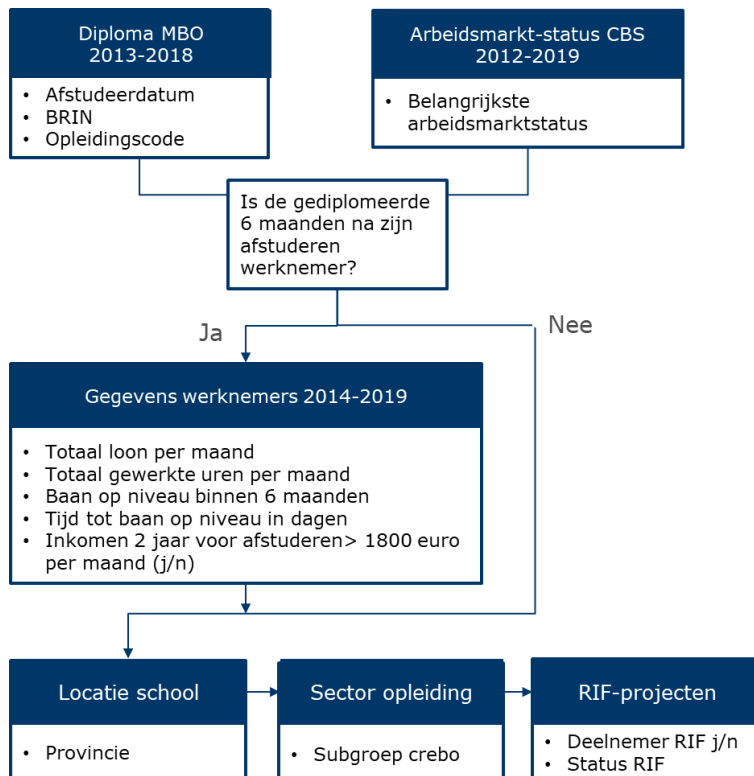 Diploma MBO
2013-2018
• Afstudeerdatum
• BRIN
• Opleidingscode
Arbeidsmarkt-status CBS
2012-2019
• Belangrijkste
arbeidsmarktstatus
Is de gediplomeerde
6 maanden na zijn
afstuderen
werknemer?
Ja
Nee
Gegevens werknemers 2014-2019
• Totaal loon per maand
• Totaal gewerkte uren per maand
• Baan op niveau binnen 6 maanden
• Tijd tot baan op niveau in dagen
• Inkomen 2 jaar voor afstuderen> 1800 euro
per maand (j/n)
Locatie school
• Provincie
Sector opleiding
• Subgroep crebo
RIF-projecten
• Deelnemer RIF j/n
• Status RIF